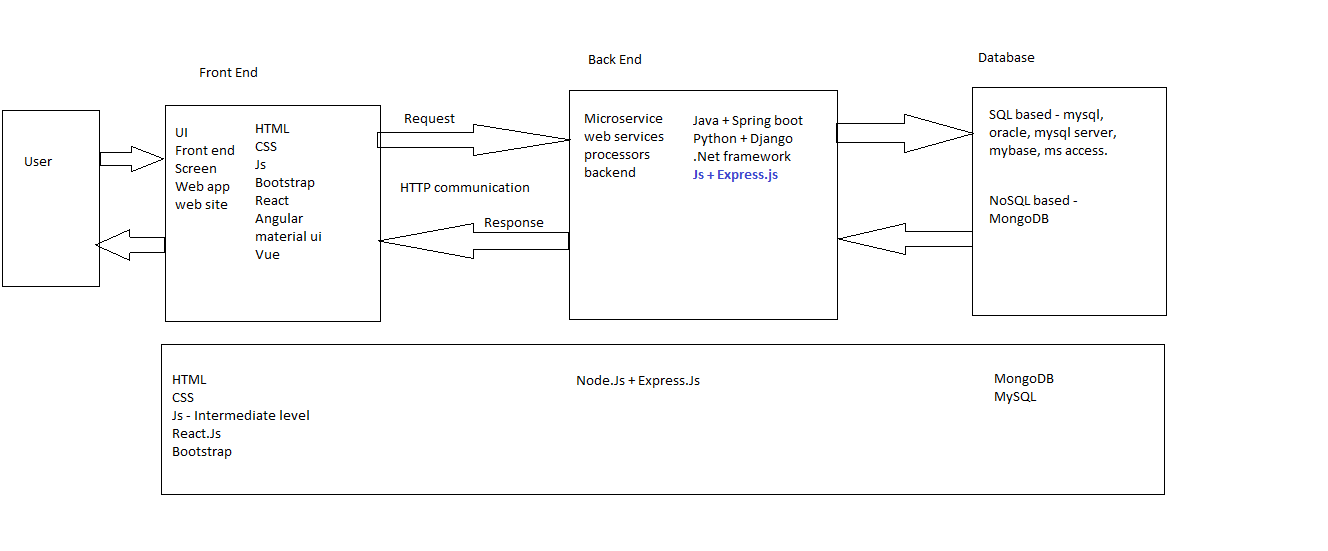 Front End
Back End
Database
User
UI
Front end
Screen
Web app
web site
HTML
CSS
Js
Bootstrap
React
Angular
material ui
Vue
Request
HTTP communication
Response
Microservice
web services
processors
backend
Java + Spring boot
Python + Django
.Net framework
Js + Express.js
SQL based - mysql,
oracle, mysql server,
mybase, ms access.
NoSQL based -
MongoDB
HTML
CSS
Js - Intermediate level
React.Js
Bootstrap
Node.Js + Express.Js
MongoDB
MySQL